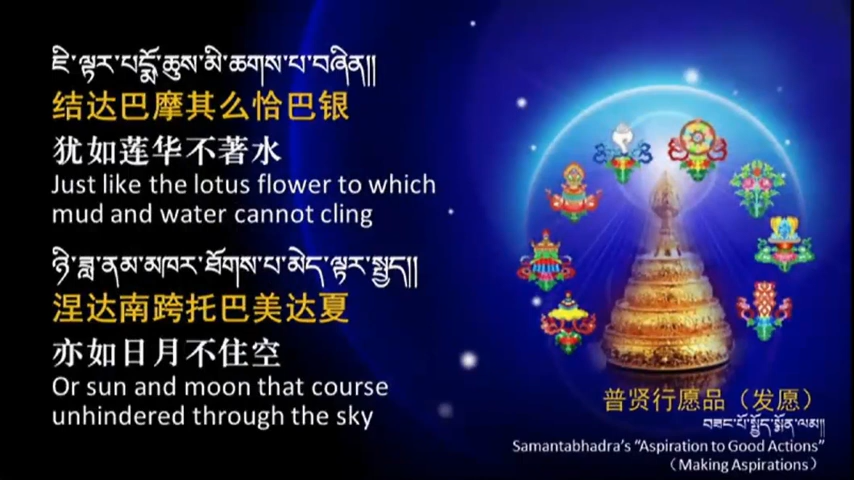 ཇི་ལྟར་པདྨོ་ཆུས་མི་ཆགས་པ་བཞིན།།
结达巴摩其么恰巴银
犹如莲华不著水
Just like the lotus flower to which
mud and water cannot cling
ཉི་ཟླ་ནམ་མཁར་ཐོགས་པ་མེད་ལྟར་སྤྱད།།
涅达南跨托巴美达夏
亦如日月不住空
Or sun and moon that course
unhindered through the sky
普贤行愿品（发愿）
བཟང་པོ་སྤྱོད་སྨོན་ལམ།།
Samantabhadra's “Aspiration to Good Actions”
（Making Aspirations）